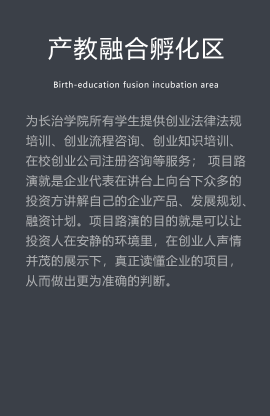 产教融合孵化区
Birth-education fusion incubation area
为长治学院所有学生提供创业法律法规
培训、创业流程咨询、创业知识培训、
在校创业公司注册咨询等服务； 项目路
演就是企业代表在讲台上向台下众多的
投资方讲解自己的企业产品、发展规划、
融资计划。项目路演的目的就是可以让
投资人在安静的环境里，在创业人声情
并茂的展示下，真正读懂企业的项目，
从而做出更为准确的判断。